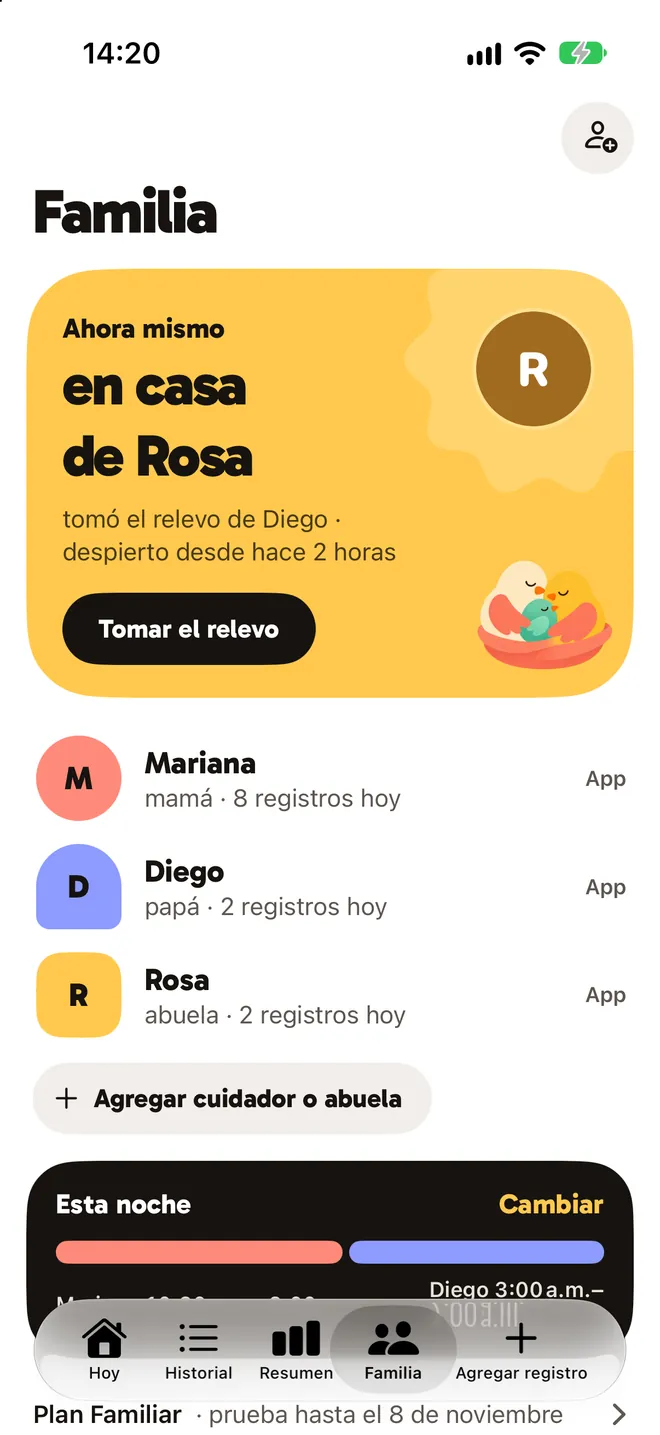 14:20
Familia
Ahora mismo
en casa
de Rosa
R
tomó el relevo de Diego ·
despierto desde hace 2 horas
Tomar el relevo
M
Mariana
mamá · 8 registros hoy
App
D
Diego
papá · 2 registros hoy
App
R
Rosa
abuela · 2 registros hoy
App
+ Agregar cuidador o abuela
Esta noche
Cambiar
Diego 3:00 a.m.–
Hoy
Historial
Resumen
Familia
Agregar registro
Plan Familiar · prueba hasta el 8 de noviembre